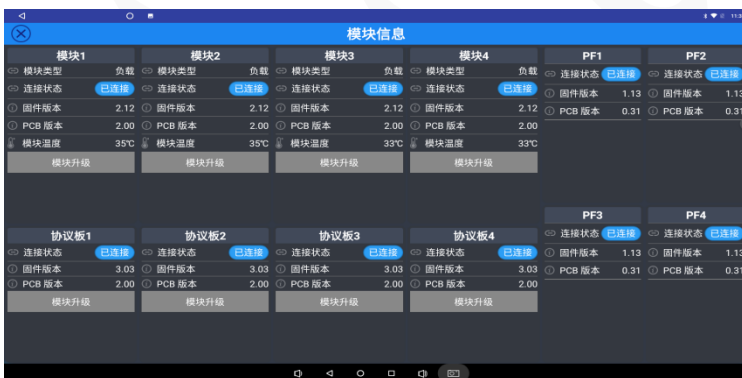 11:3
模块信息
模块1 模块2 模块3 模块4 PF1 PF2
模块类型 负载 模块类型 负载 模块类型 负载 模块类型 负载
连接状态 已连接 连接状态 已连接 连接状态 已连接 连接状态 已连接 连接状态 已连接 连接状态 已连接
固件版本 2.12 固件版本 2.12 固件版本 2.12 固件版本 2.12 固件版本 1.13 固件版本 1.13
PCB 版本 2.00 PCB 版本 2.00 PCB 版本 2.00 PCB 版本 2.00 PCB 版本 0.31 PCB 版本 0.31
模块温度 35℃ 模块温度 35℃ 模块温度 33℃ 模块温度 33℃
模块升级 模块升级 模块升级 模块升级
PF3 PF4
协议板1 协议板2 协议板3 协议板4
连接状态 已连接 连接状态 已连接 连接状态 已连接 连接状态 已连接 连接状态 已连接 连接状态 已连接
固件版本 3.03 固件版本 3.03 固件版本 3.03 固件版本 3.03 固件版本 1.13 固件版本 1.13
PCB 版本 2.00 PCB 版本 2.00 PCB 版本 2.00 PCB 版本 2.00 PCB 版本 0.31 PCB 版本 0.31
模块升级 模块升级 模块升级 模块升级